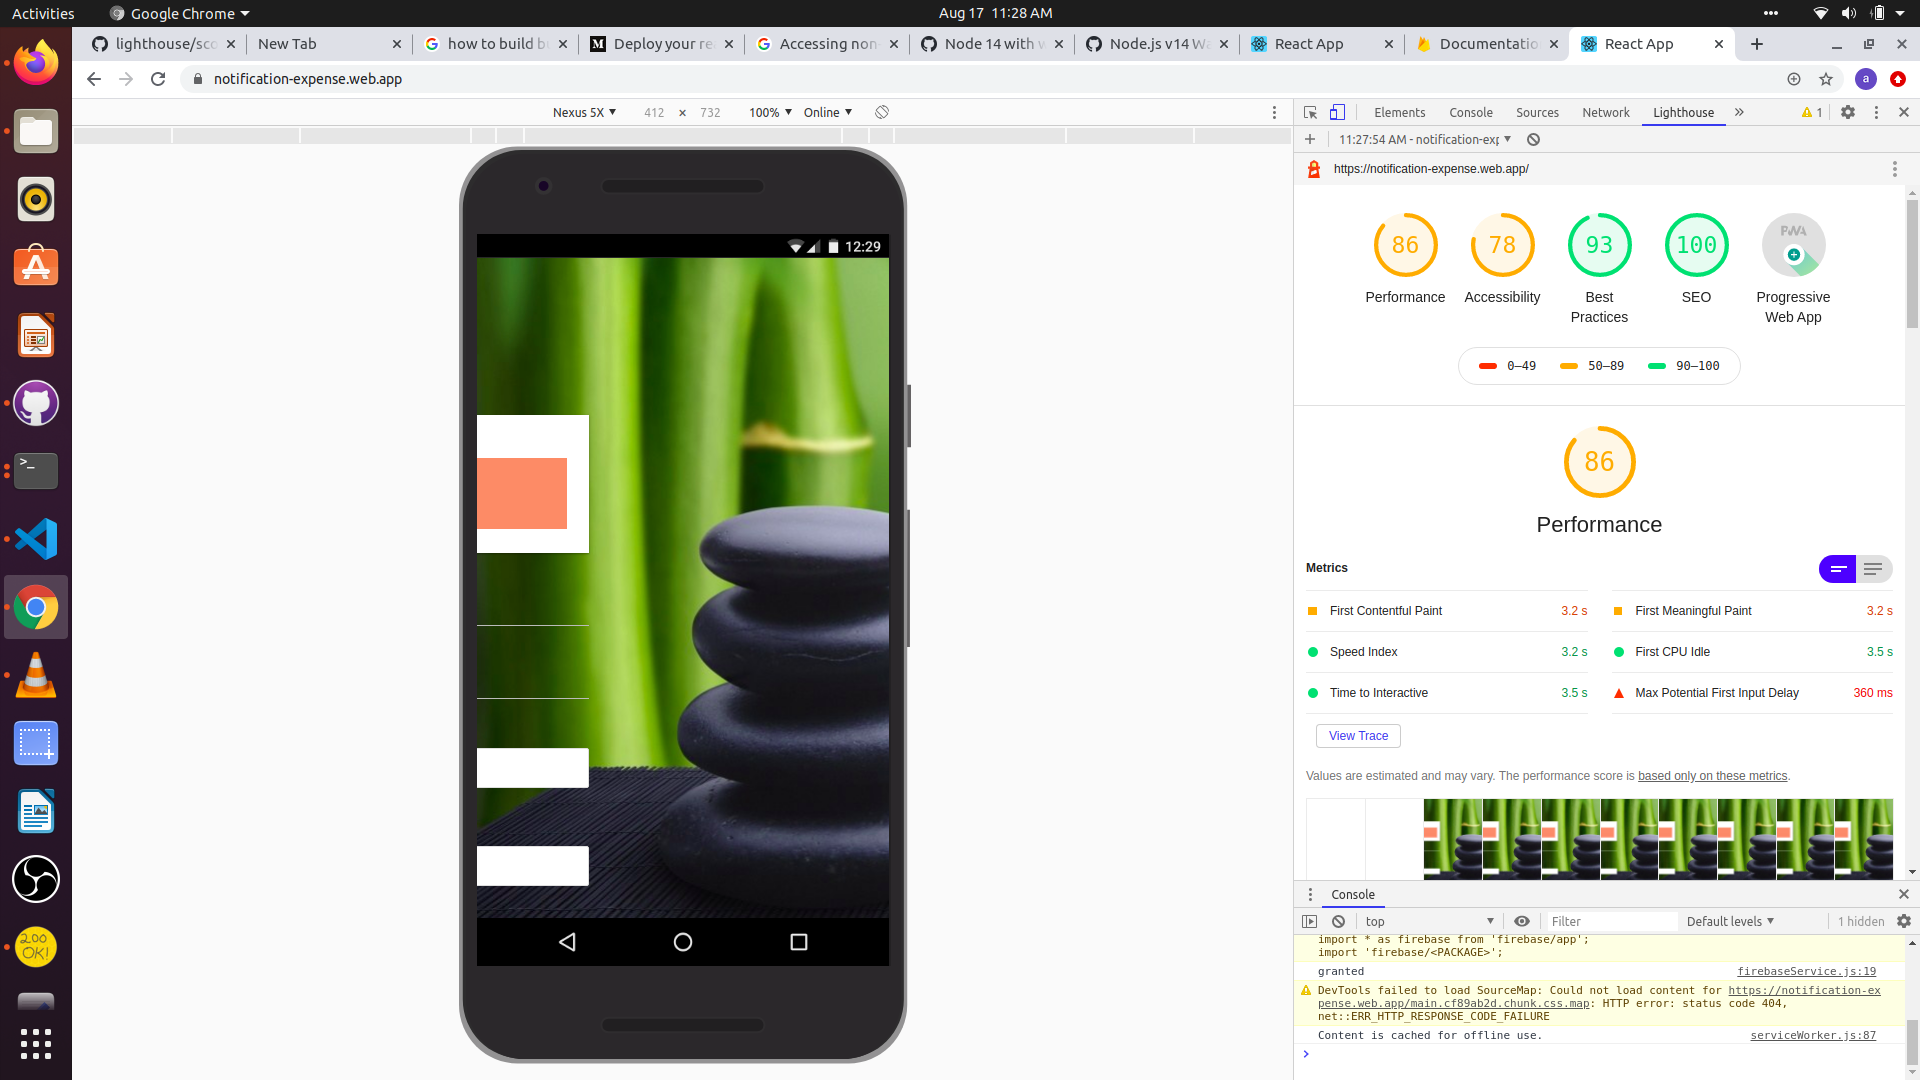 Activities
Google Chrome
Aug 17 11:28 AM
lighthouse/sco
New Tab
how to build b
Deploy your re
Accessing non-
Node 14 with w
Node.js v14 Wa
React App
Documentatio
React App
notification-expense.web.app
a
Nexus 5X
412 × 732
100%
Online
Elements
Console
Sources
Network
Lighthouse
1
11:27:54 AM - notification-exp
https://notification-expense.web.app/
12:29
86
78
93
100
PWA
Performance
Accessibility
Best
Practices
SEO
Progressive
Web App
0–49
50–89
90–100
86
Performance
Metrics
First Contentful Paint 3.2 s
First Meaningful Paint 3.2 s
Speed Index 3.2 s
First CPU Idle 3.5 s
Time to Interactive 3.5 s
Max Potential First Input Delay 360 ms
View Trace
Values are estimated and may vary. The performance score is based only on these metrics.
Console
top
Filter
Default levels
1 hidden
import * as firebase from 'firebase/app';
import 'firebase/<PACKAGE>';
granted firebaseService.js:19
DevTools failed to load SourceMap: Could not load content for https://notification-ex
pense.web.app/main.cf89ab2d.chunk.css.map: HTTP error: status code 404,
net::ERR_HTTP_RESPONSE_CODE_FAILURE
Content is cached for offline use. serviceWorker.js:87
>_
200
OK!